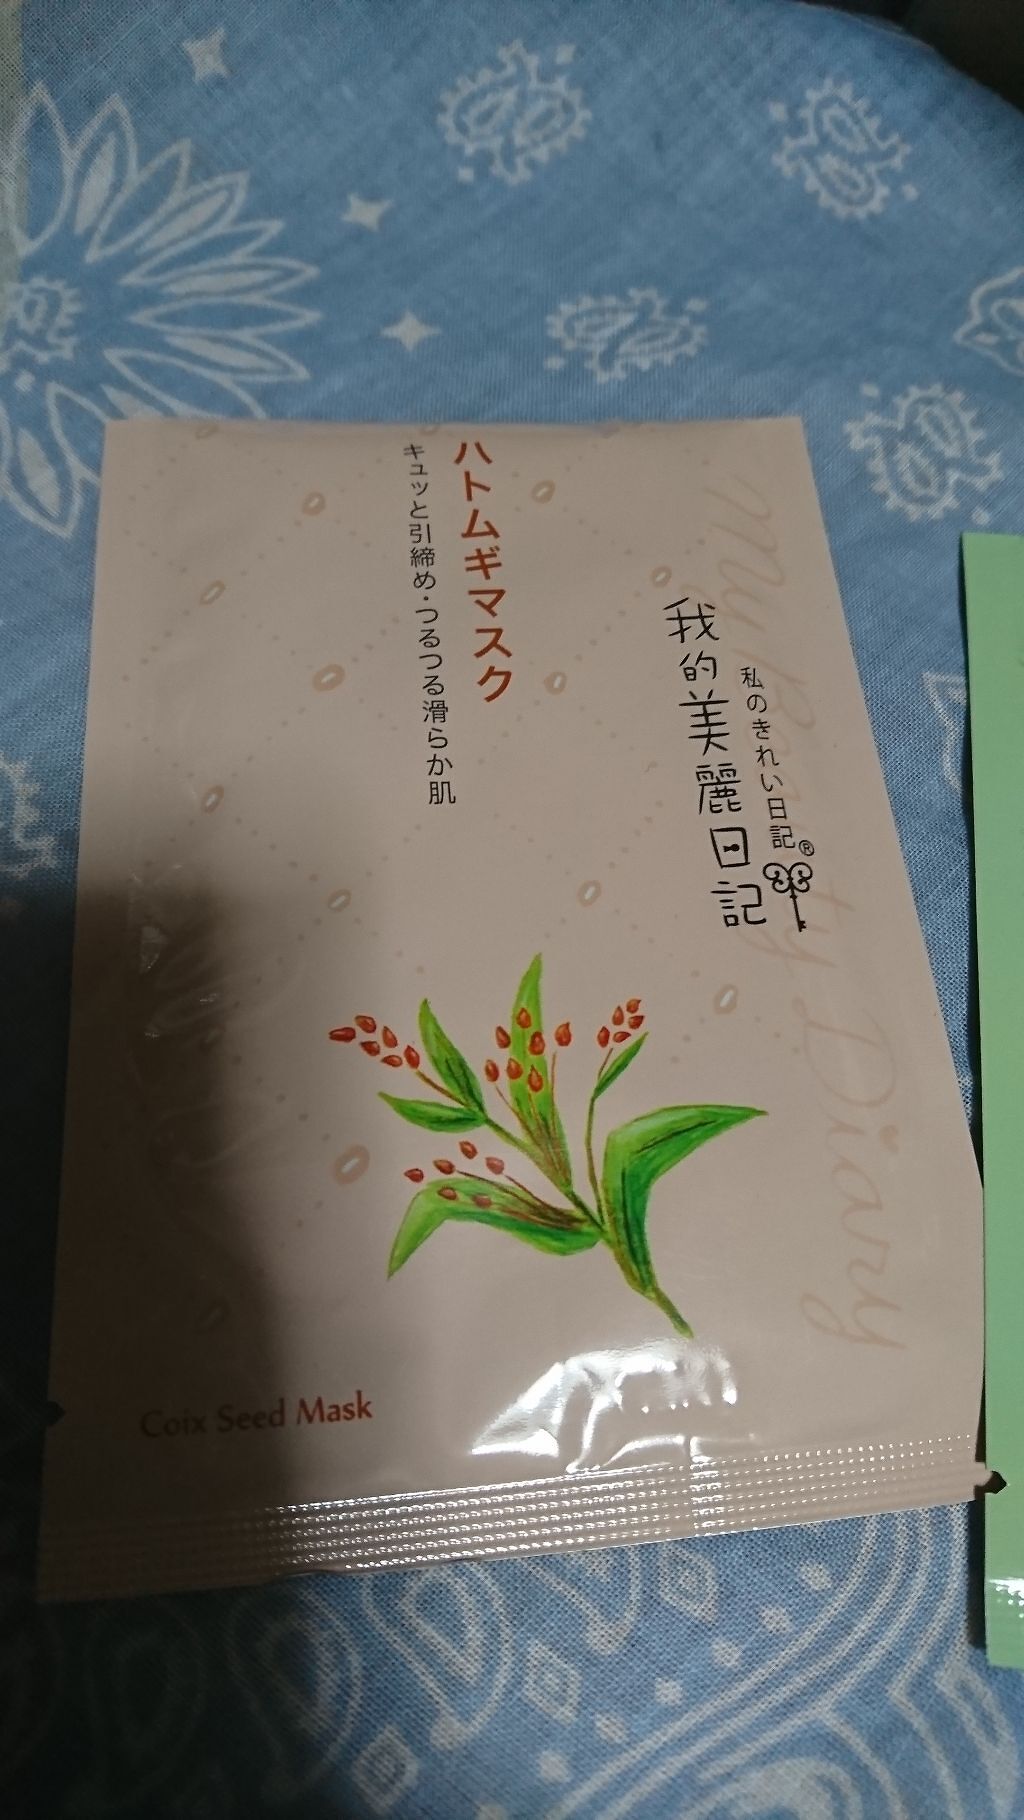 My Beauty Diary
私のきれい日記®
我的美麗日記
ハトムギマスク
キュッと引締め・つるつる滑らか肌
Coix Seed Mask